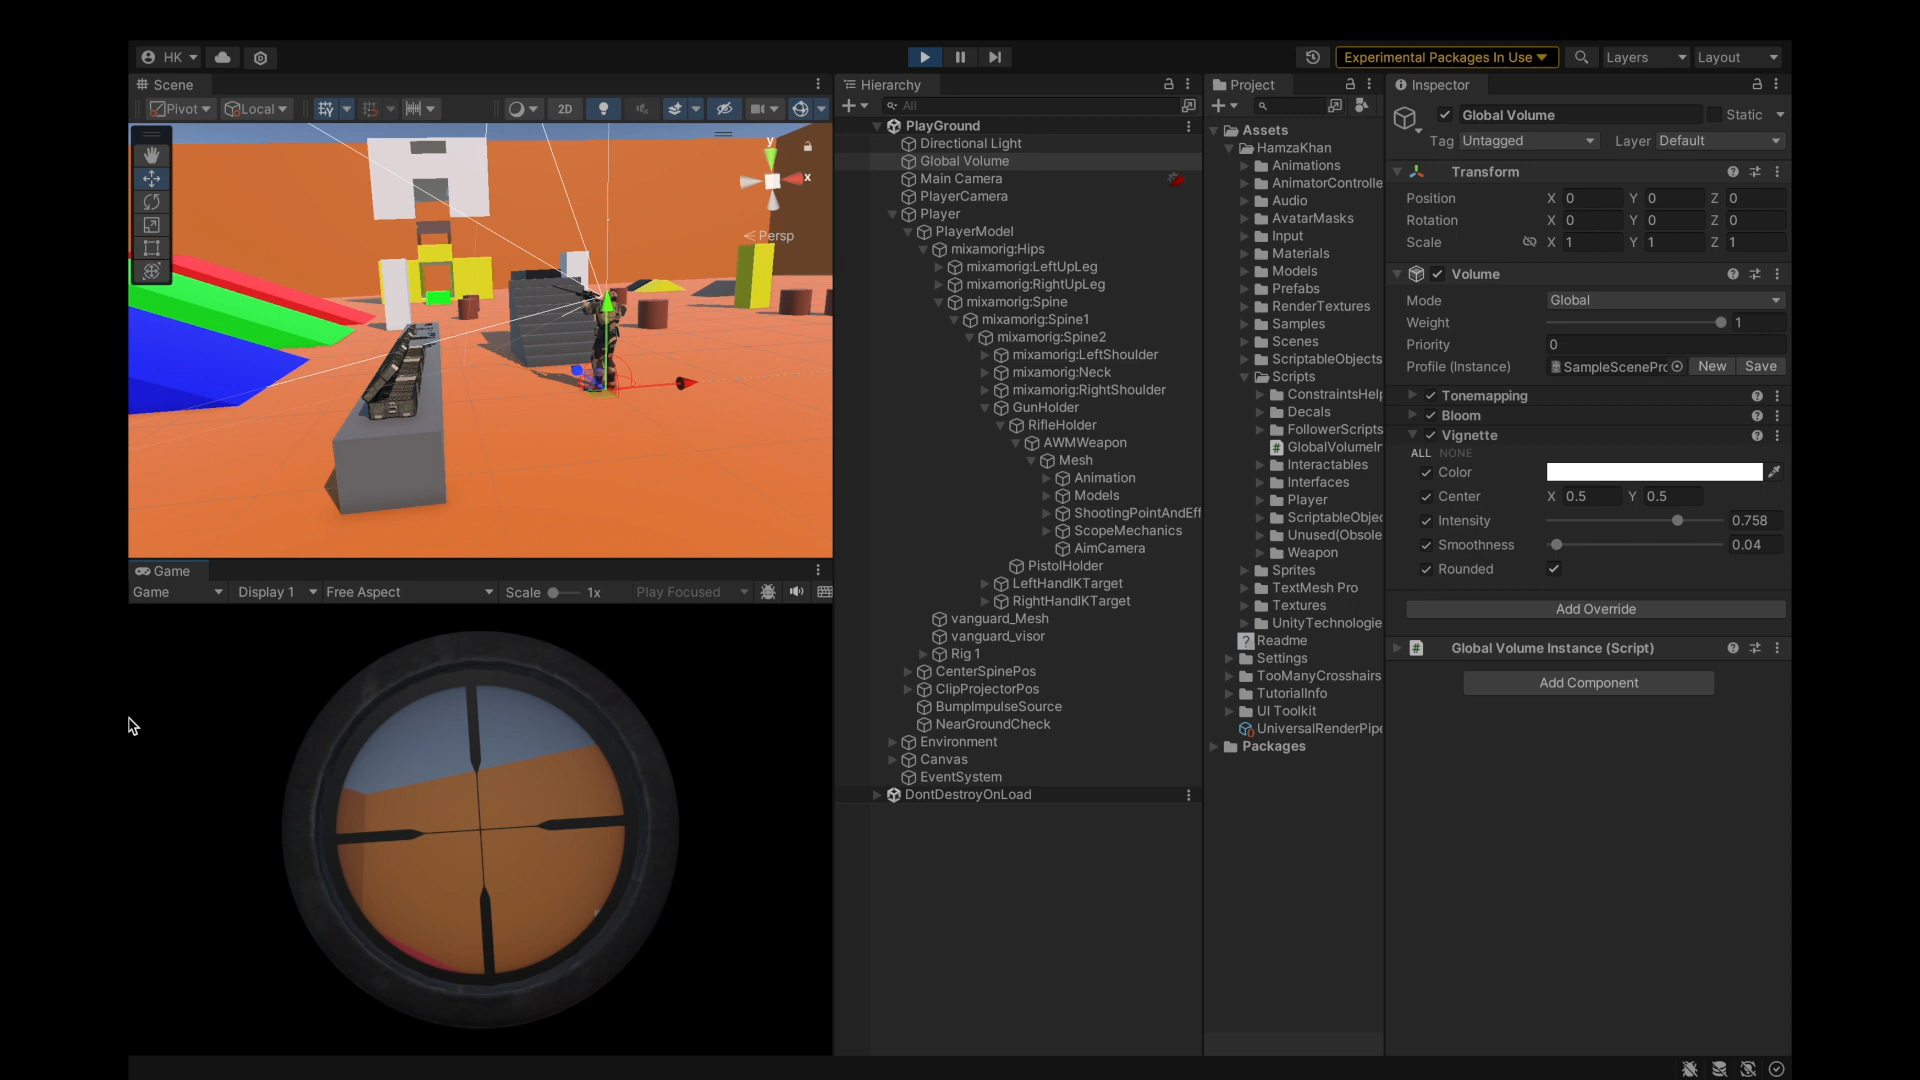 HK
Experimental Packages In Use
Layers
Layout
Scene
Pivot
Local
2D
y
x
Persp
Game
Game
Display 1
Free Aspect
Scale
1x
Play Focused
Hierarchy
All
PlayGround
Directional Light
Global Volume
Main Camera
PlayerCamera
Player
PlayerModel
mixamorig:Hips
mixamorig:LeftUpLeg
mixamorig:RightUpLeg
mixamorig:Spine
mixamorig:Spine1
mixamorig:Spine2
mixamorig:LeftShoulder
mixamorig:Neck
mixamorig:RightShoulder
GunHolder
RifleHolder
AWMWeapon
Mesh
Animation
Models
ShootingPointAndEff
ScopeMechanics
AimCamera
PistolHolder
LeftHandIKTarget
RightHandIKTarget
vanguard_Mesh
vanguard_visor
Rig 1
CenterSpinePos
ClipProjectorPos
BumpImpulseSource
NearGroundCheck
Environment
Canvas
EventSystem
DontDestroyOnLoad
Project
Assets
HamzaKhan
Animations
AnimatorControlle
Audio
AvatarMasks
Input
Materials
Models
Prefabs
RenderTextures
Samples
Scenes
ScriptableObjects
Scripts
ConstraintsHelp
Decals
FollowerScripts
GlobalVolumeIn
Interactables
Interfaces
Player
ScriptableObjec
Unused(Obsole
Weapon
Sprites
TextMesh Pro
Textures
UnityTechnologie
Readme
Settings
TooManyCrosshairs
TutorialInfo
UI Toolkit
UniversalRenderPipe
Packages
Inspector
Global Volume
Static
Tag Untagged Layer Default
Transform
Position X 0 Y 0 Z 0
Rotation X 0 Y 0 Z 0
Scale X 1 Y 1 Z 1
Volume
Mode Global
Weight 1
Priority 0
Profile (Instance) SampleScenePro New Save
Tonemapping
Bloom
Vignette
ALL NONE
Color
Center X 0.5 Y 0.5
Intensity 0.758
Smoothness 0.04
Rounded
Add Override
# Global Volume Instance (Script)
Add Component